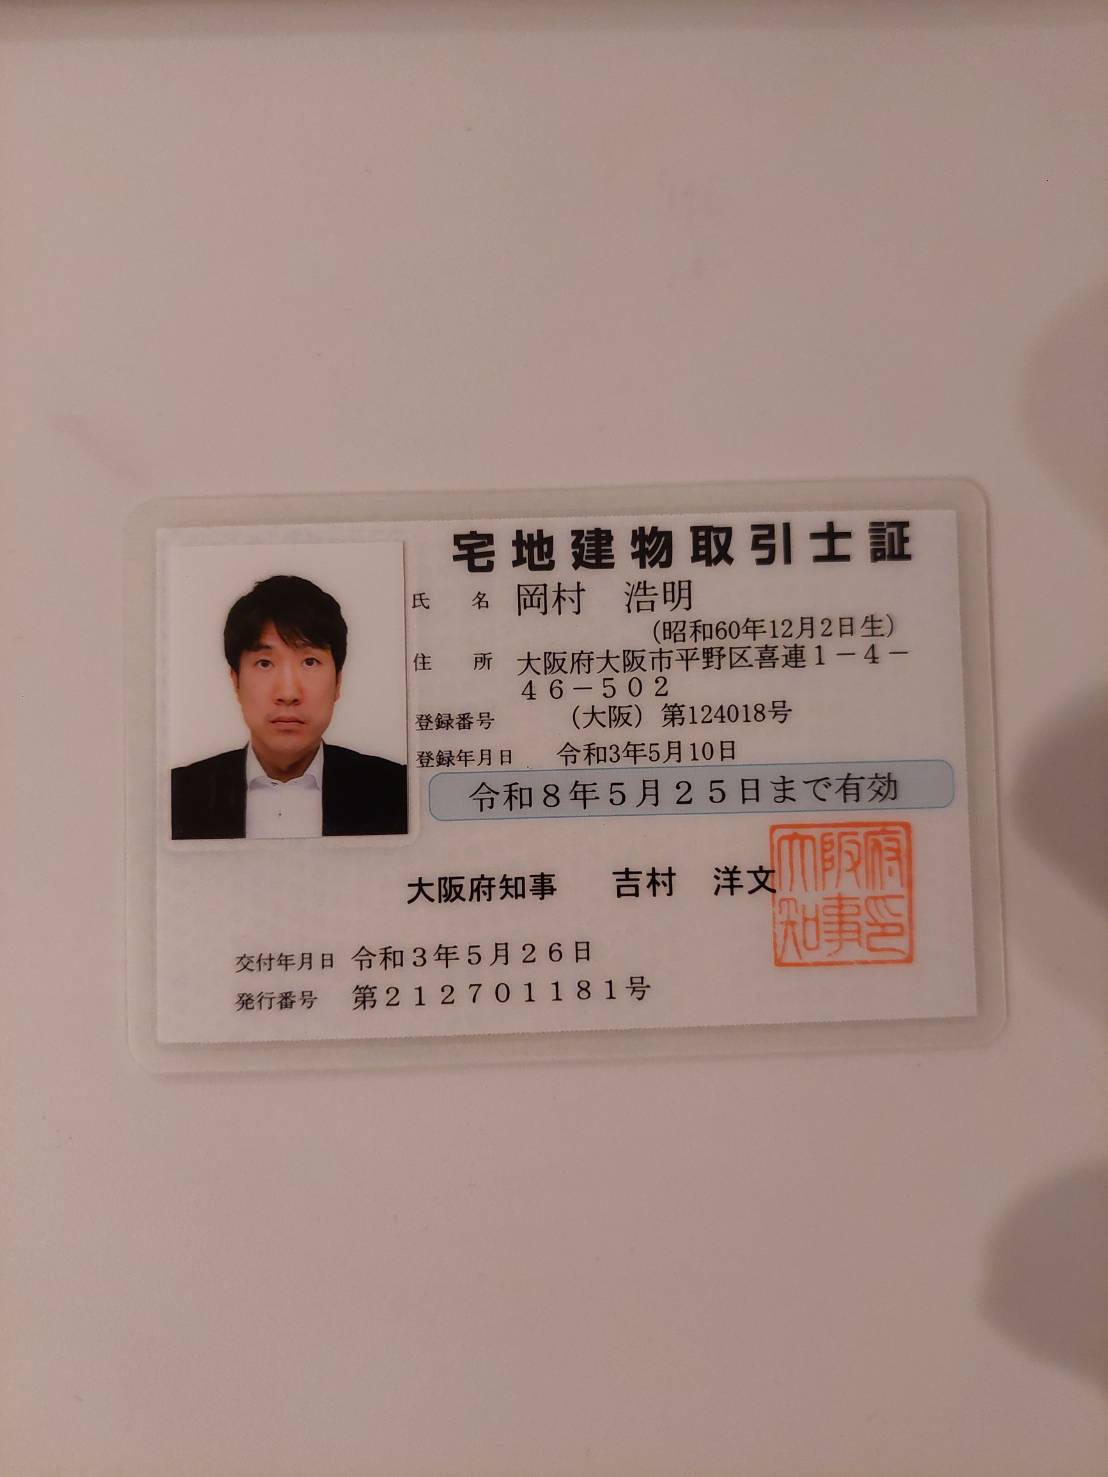 宅地建物取引士証
氏　名 岡村　浩明
(昭和60年12月2日生)
住　所 大阪府大阪市平野区喜連１－４－
４６－５０２
登録番号 （大阪）第124018号
登録年月日 令和3年5月10日
令和８年５月２５日まで有効
大阪府知事　吉村　洋文
大阪府知事印
交付年月日 令和３年５月２６日
発行番号 第２１２７０１１８１号